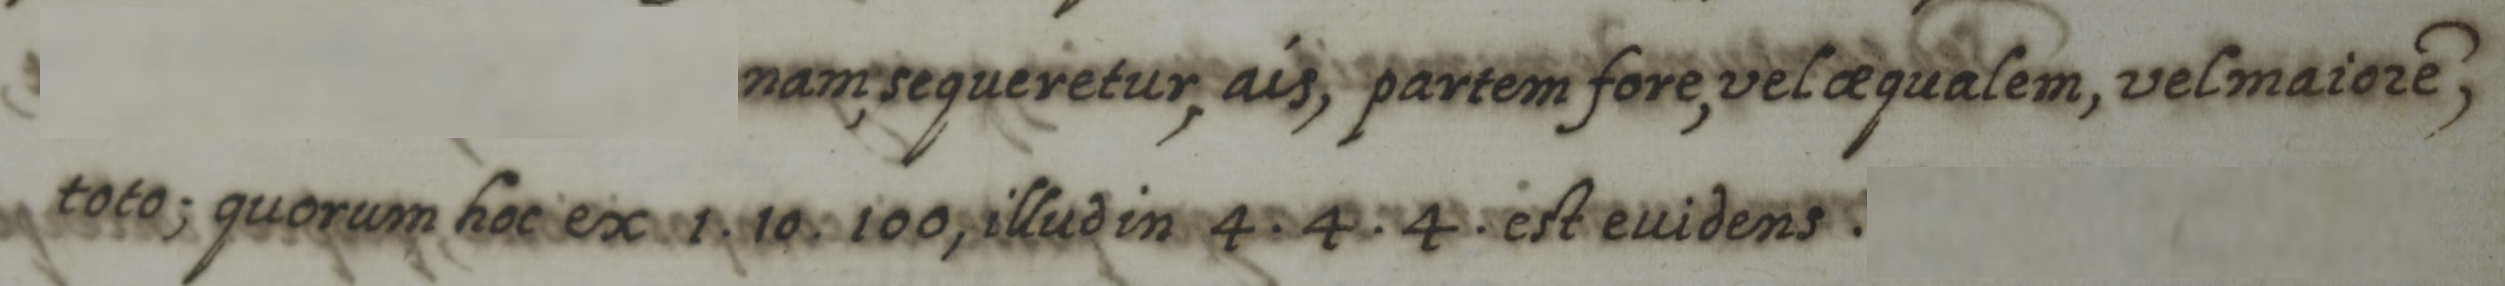 nam, sequeretur, ais, partem fore, vel æqualem, vel maiorẽ,
toto; quorum hoc ex 1. 10. 100, illud in 4. 4. 4. est euidens.